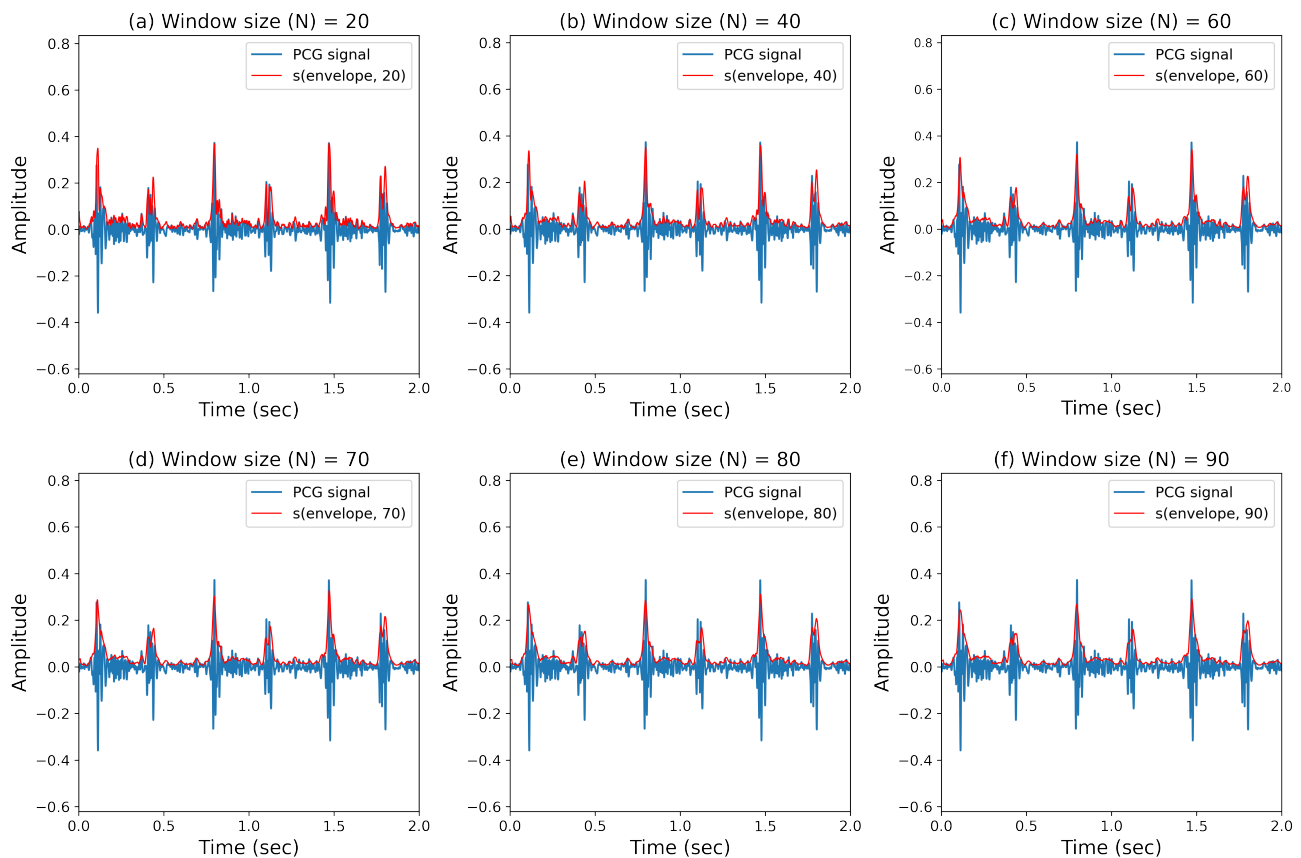 (a) Window size (N) = 20
0.8
0.6
0.4
0.2
0.0
−0.2
−0.4
−0.6
Amplitude
PCG signal
s(envelope, 20)
0.0 0.5 1.0 1.5 2.0
Time (sec)
(b) Window size (N) = 40
0.8
0.6
0.4
0.2
0.0
−0.2
−0.4
−0.6
Amplitude
PCG signal
s(envelope, 40)
0.0 0.5 1.0 1.5 2.0
Time (sec)
(c) Window size (N) = 60
0.8
0.6
0.4
0.2
0.0
−0.2
−0.4
−0.6
Amplitude
PCG signal
s(envelope, 60)
0.0 0.5 1.0 1.5 2.0
Time (sec)
(d) Window size (N) = 70
0.8
0.6
0.4
0.2
0.0
−0.2
−0.4
−0.6
Amplitude
PCG signal
s(envelope, 70)
0.0 0.5 1.0 1.5 2.0
Time (sec)
(e) Window size (N) = 80
0.8
0.6
0.4
0.2
0.0
−0.2
−0.4
−0.6
Amplitude
PCG signal
s(envelope, 80)
0.0 0.5 1.0 1.5 2.0
Time (sec)
(f) Window size (N) = 90
0.8
0.6
0.4
0.2
0.0
−0.2
−0.4
−0.6
Amplitude
PCG signal
s(envelope, 90)
0.0 0.5 1.0 1.5 2.0
Time (sec)